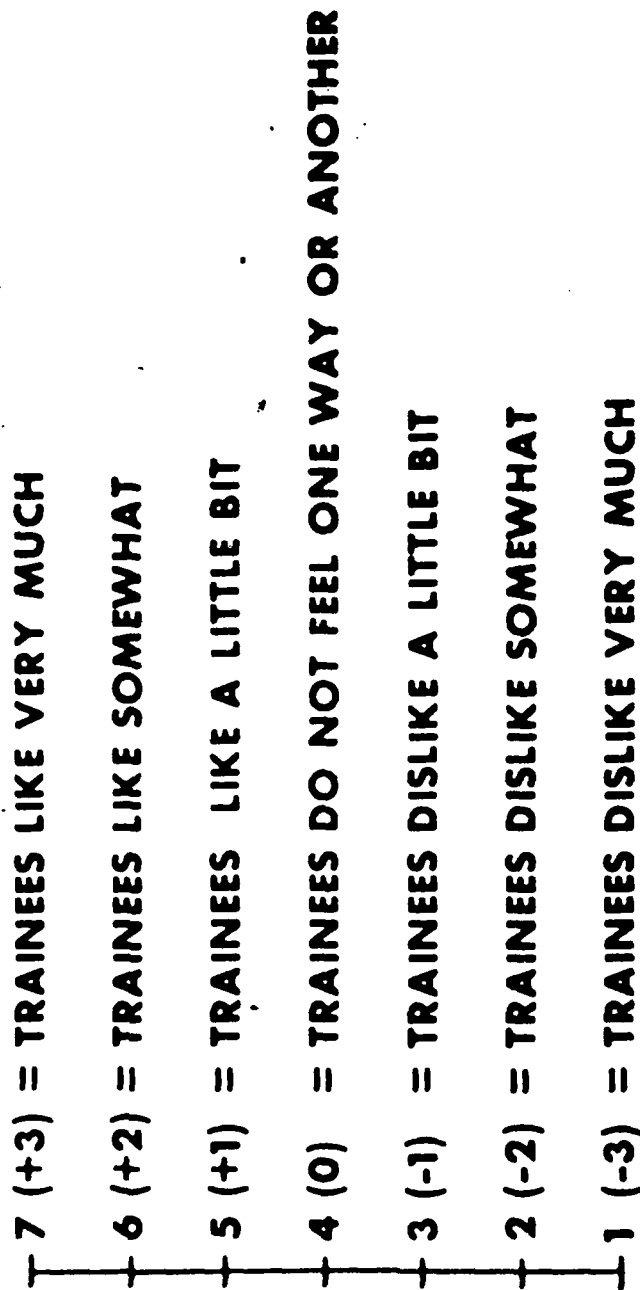 7 (+3) = TRAINEES LIKE VERY MUCH
6 (+2) = TRAINEES LIKE SOMEWHAT
5 (+1) = TRAINEES LIKE A LITTLE BIT
4 (0) = TRAINEES DO NOT FEEL ONE WAY OR ANOTHER
3 (-1) = TRAINEES DISLIKE A LITTLE BIT
2 (-2) = TRAINEES DISLIKE SOMEWHAT
1 (-3) = TRAINEES DISLIKE VERY MUCH